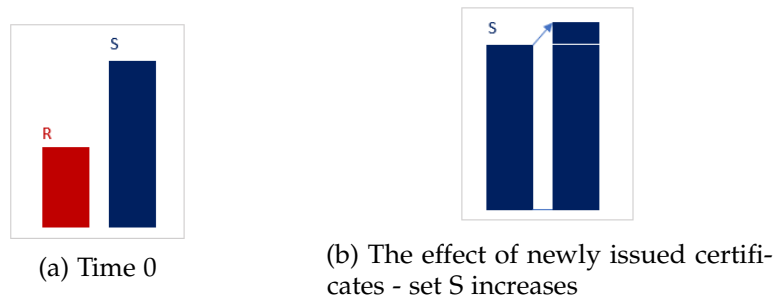 S
R
(a) Time 0
S
(b) The effect of newly issued certifi-
cates - set S increases